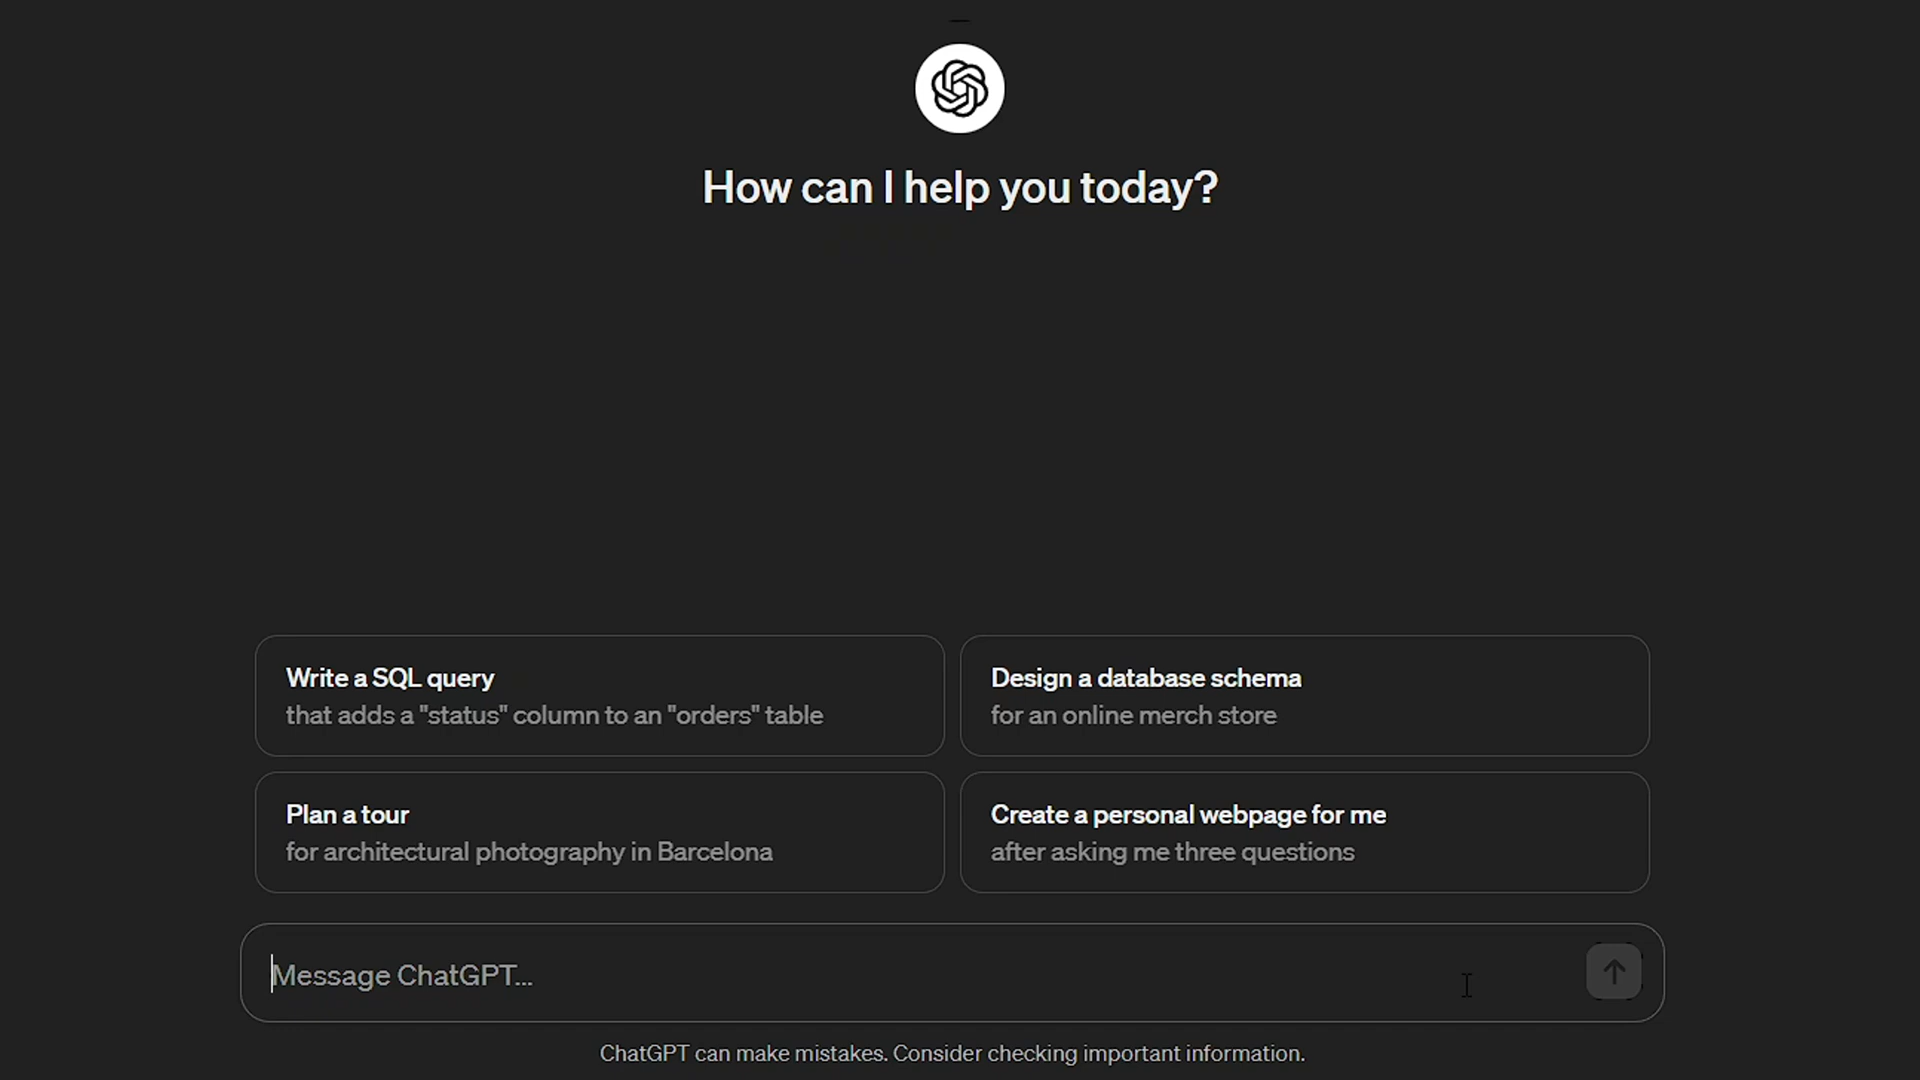 How can I help you today?
Write a SQL query
that adds a "status" column to an "orders" table
Design a database schema
for an online merch store
Plan a tour
for architectural photography in Barcelona
Create a personal webpage for me
after asking me three questions
Message ChatGPT...
ChatGPT can make mistakes. Consider checking important information.